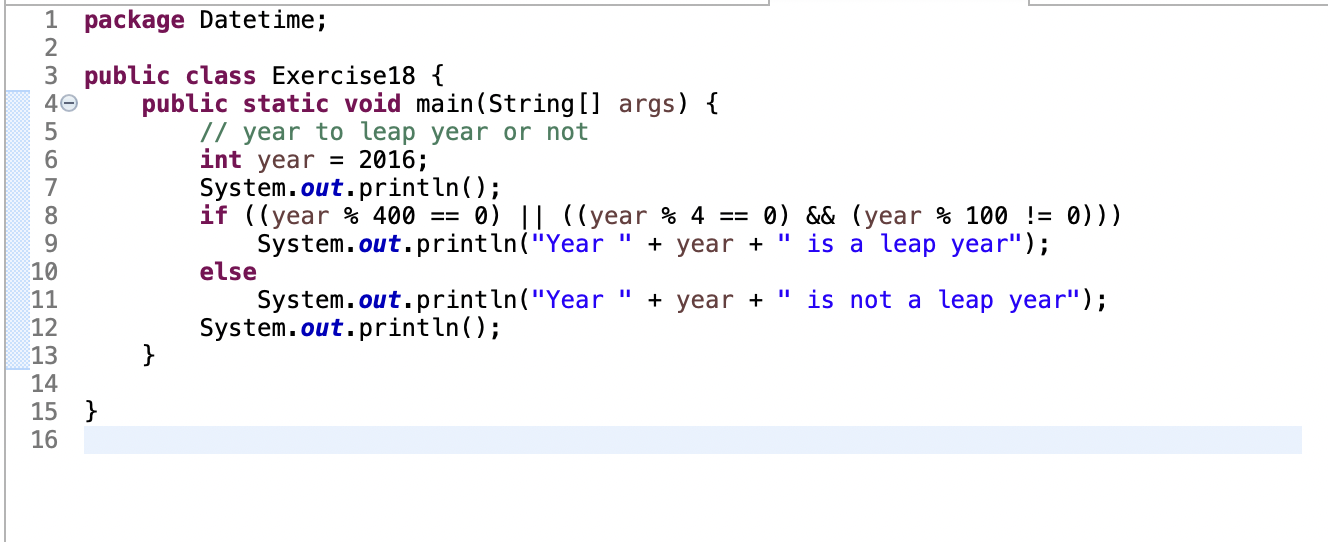 1 package Datetime;
2
3 public class Exercise18 {
4 public static void main(String[] args) {
5 // year to leap year or not
6 int year = 2016;
7 System.out.println();
8 if ((year % 400 == 0) || ((year % 4 == 0) && (year % 100 != 0)))
9 System.out.println("Year " + year + " is a leap year");
10 else
11 System.out.println("Year " + year + " is not a leap year");
12 System.out.println();
13 }
14
15 }
16